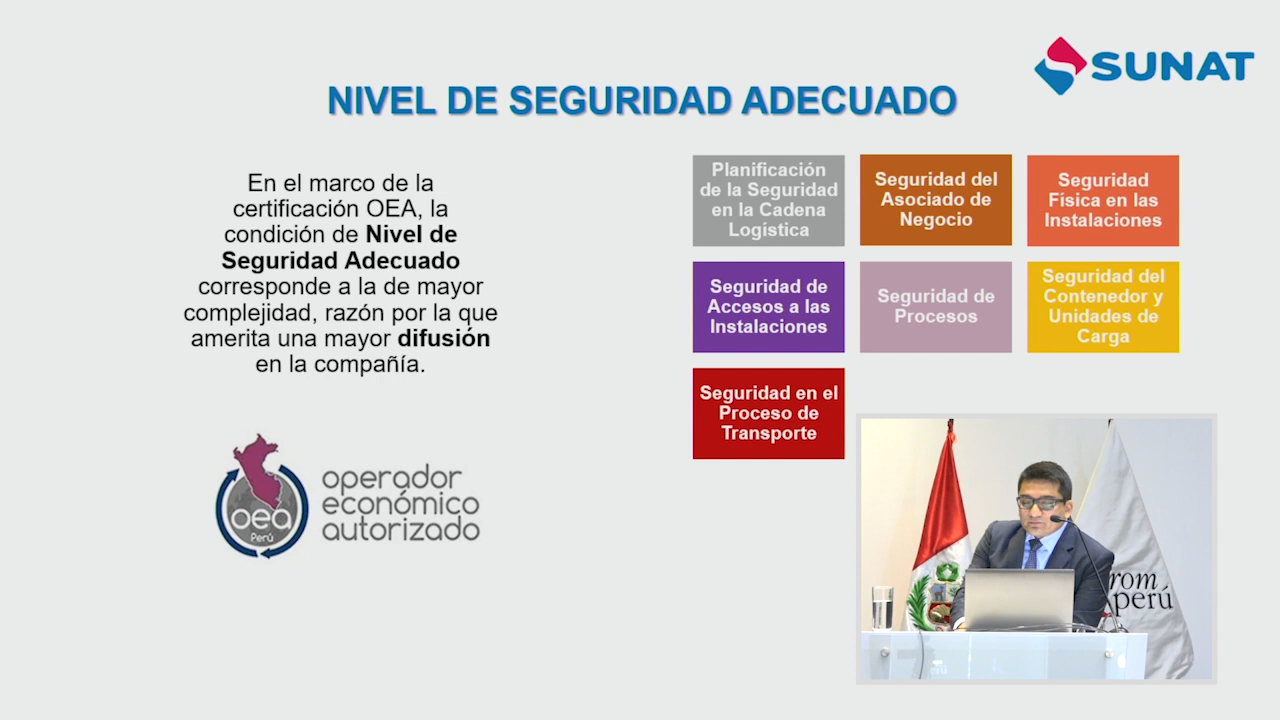 SUNAT
NIVEL DE SEGURIDAD ADECUADO
En el marco de la
certificación OEA, la
condición de Nivel de
Seguridad Adecuado
corresponde a la de mayor
complejidad, razón por la que
amerita una mayor difusión
en la compañía.
oea
Perú
operador
económico
autorizado
Planificación
de la Seguridad
en la Cadena
Logística
Seguridad del
Asociado de
Negocio
Seguridad
Física en las
Instalaciones
Seguridad de
Accesos a las
Instalaciones
Seguridad de
Procesos
Seguridad del
Contenedor y
Unidades de
Carga
Seguridad en el
Proceso de
Transporte
rom
perú